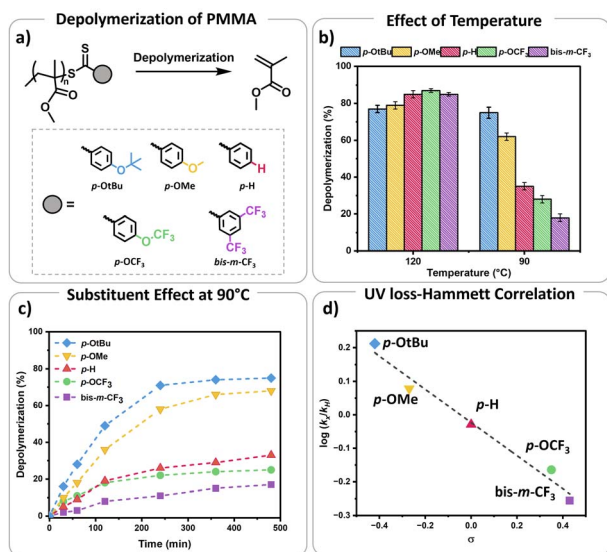 Depolymerization of PMMA
a)
S
S
n
O
O
Depolymerization
O
O
O
p-OtBu
O
p-OMe
H
p-H
=
O
CF3
p-OCF3
CF3
CF3
bis-m-CF3
Effect of Temperature
b)
p-OtBu p-OMe p-H p-OCF3 bis-m-CF3
100
80
60
40
20
0
Depolymerization (%)
120 90
Temperature (°C)
Substituent Effect at 90°C
c)
p-OtBu
p-OMe
p-H
p-OCF3
bis-m-CF3
100
80
60
40
20
0
Depolymerization (%)
0 100 200 300 400 500
Time (min)
UV loss-Hammett Correlation
d)
p-OtBu
p-OMe
p-H
p-OCF3
bis-m-CF3
0.2
0.1
0.0
-0.1
-0.2
-0.3
log (kx/kH)
-0.4 -0.2 0.0 0.2 0.4
σ